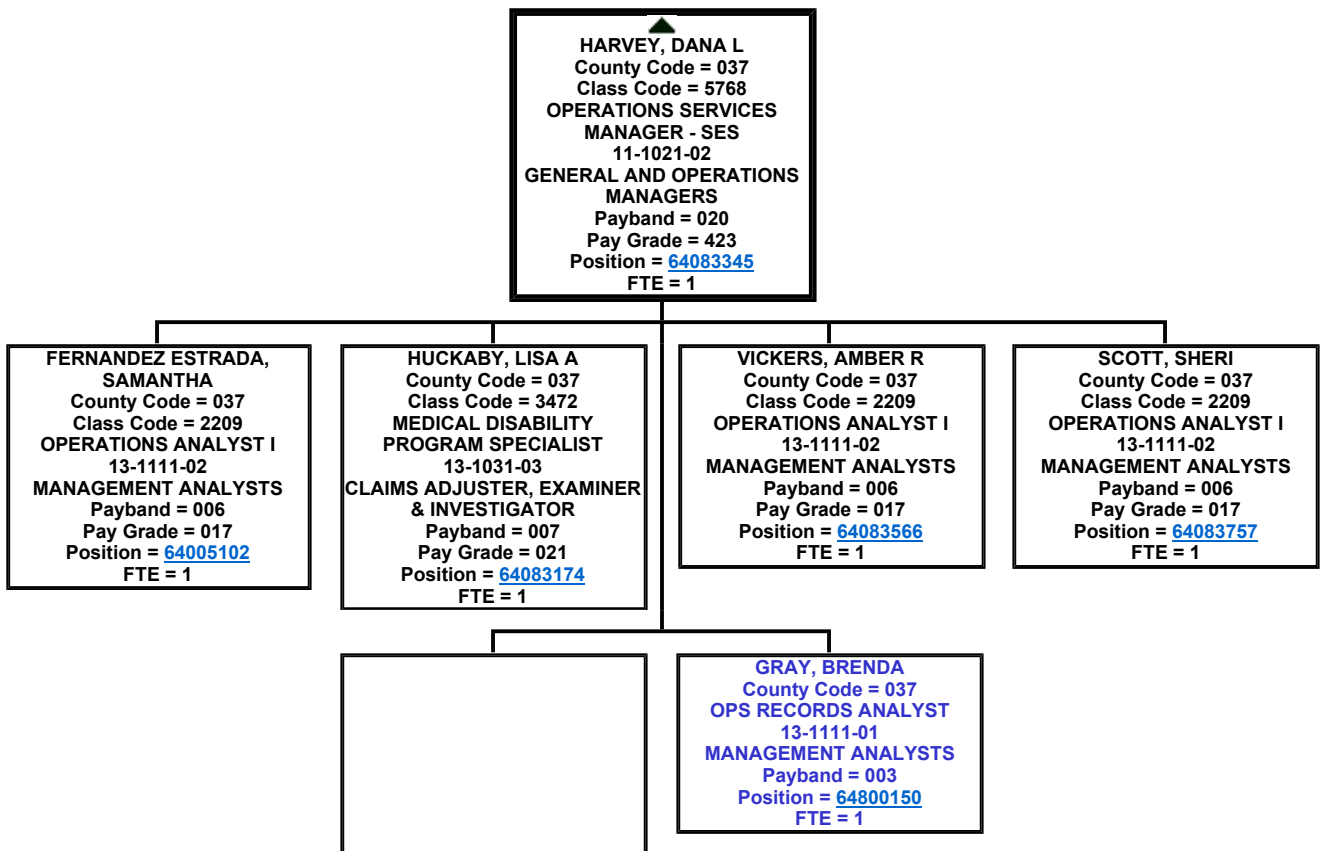 HARVEY, DANA L
County Code = 037
Class Code = 5768
OPERATIONS SERVICES
MANAGER - SES
11-1021-02
GENERAL AND OPERATIONS
MANAGERS
Payband = 020
Pay Grade = 423
Position = 64083345
FTE = 1
FERNANDEZ ESTRADA,
SAMANTHA
County Code = 037
Class Code = 2209
OPERATIONS ANALYST I
13-1111-02
MANAGEMENT ANALYSTS
Payband = 006
Pay Grade = 017
Position = 64005102
FTE = 1
HUCKABY, LISA A
County Code = 037
Class Code = 3472
MEDICAL DISABILITY
PROGRAM SPECIALIST
13-1031-03
CLAIMS ADJUSTER, EXAMINER
& INVESTIGATOR
Payband = 007
Pay Grade = 021
Position = 64083174
FTE = 1
VICKERS, AMBER R
County Code = 037
Class Code = 2209
OPERATIONS ANALYST I
13-1111-02
MANAGEMENT ANALYSTS
Payband = 006
Pay Grade = 017
Position = 64083566
FTE = 1
SCOTT, SHERI
County Code = 037
Class Code = 2209
OPERATIONS ANALYST I
13-1111-02
MANAGEMENT ANALYSTS
Payband = 006
Pay Grade = 017
Position = 64083757
FTE = 1
GRAY, BRENDA
County Code = 037
OPS RECORDS ANALYST
13-1111-01
MANAGEMENT ANALYSTS
Payband = 003
Position = 64800150
FTE = 1